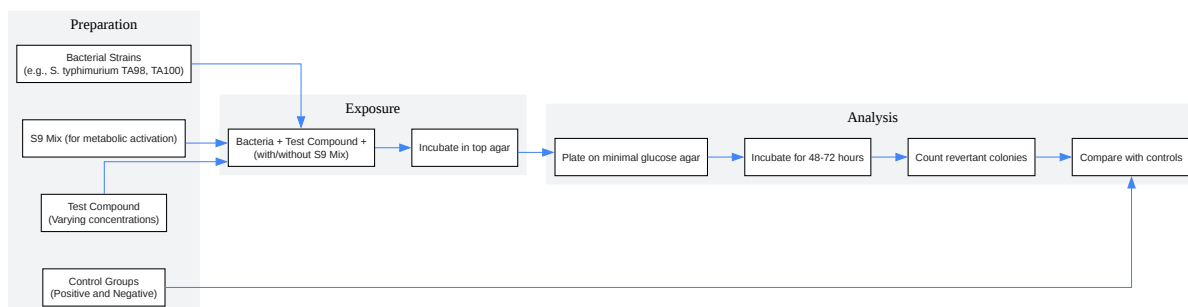 Preparation
Bacterial Strains
(e.g., S. typhimurium TA98, TA100)
S9 Mix (for metabolic activation)
Test Compound
(Varying concentrations)
Control Groups
(Positive and Negative)
Exposure
Bacteria + Test Compound +
(with/without S9 Mix)
Incubate in top agar
Analysis
Plate on minimal glucose agar
Incubate for 48-72 hours
Count revertant colonies
Compare with controls